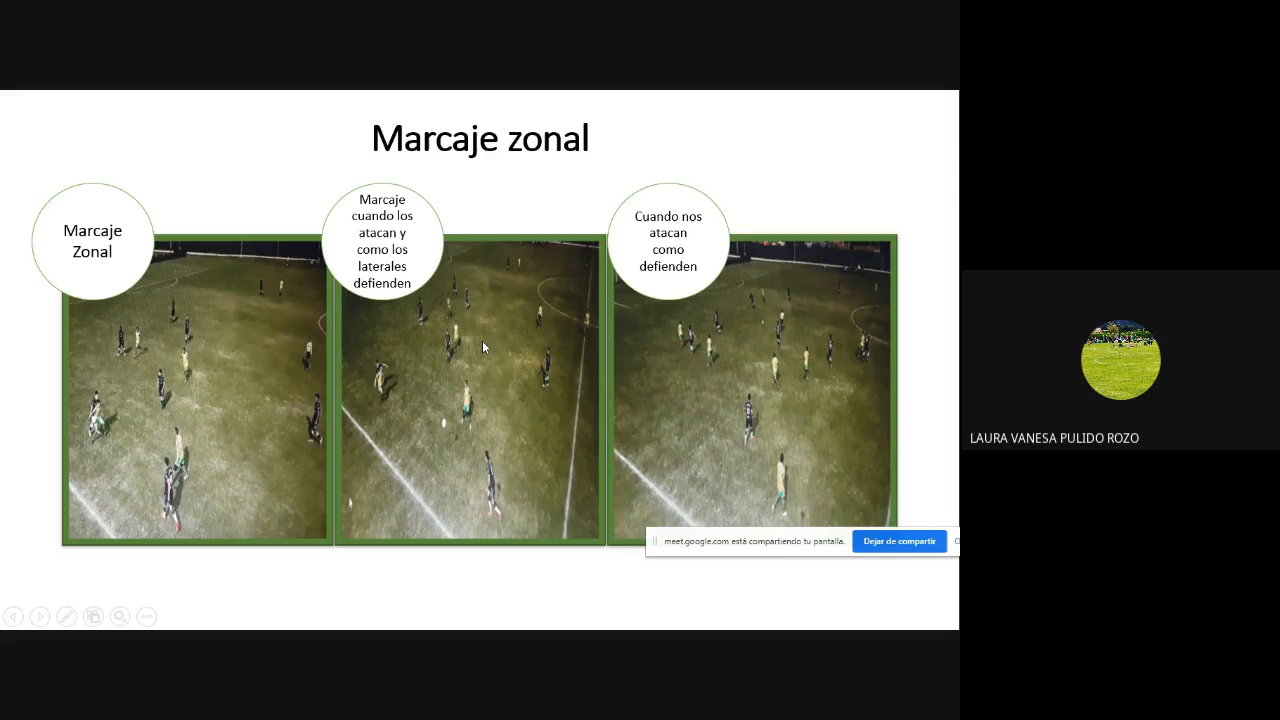 Marcaje zonal
Marcaje
Zonal
Marcaje
cuando los
atacan y
como los
laterales
defienden
Cuando nos
atacan
como
defienden
meet.google.com está compartiendo tu pantalla.
Dejar de compartir
LAURA VANESA PULIDO ROZO